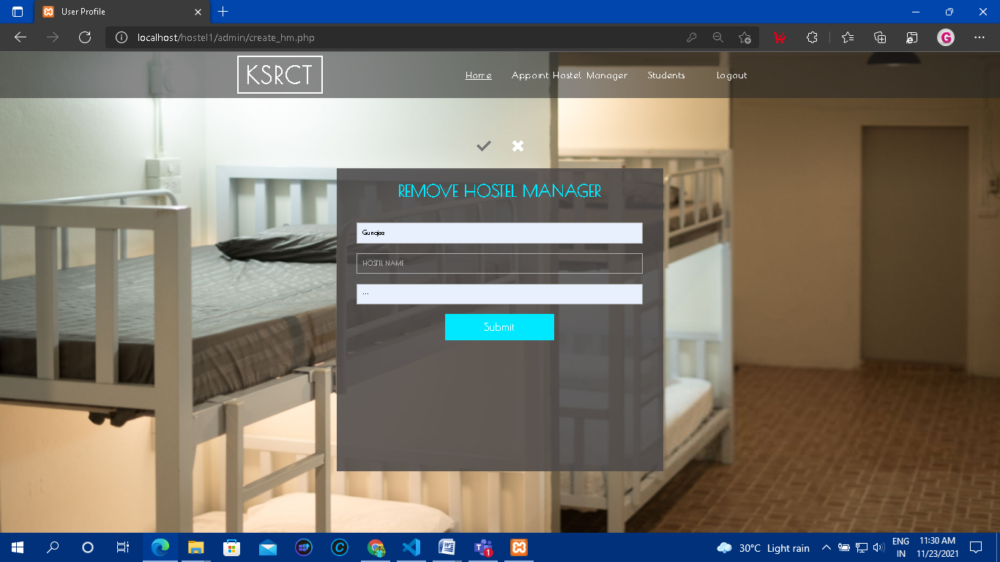 User Profile
localhost/hostel1/admin/create_hm.php
G
KSRCT
Home Appoint Hostel Manager Students Logout
REMOVE HOSTEL MANAGER
Gunajee
HOSTEL NAME
...
Submit
30°C Light rain
ENG
IN
11:30 AM
11/23/2021
1